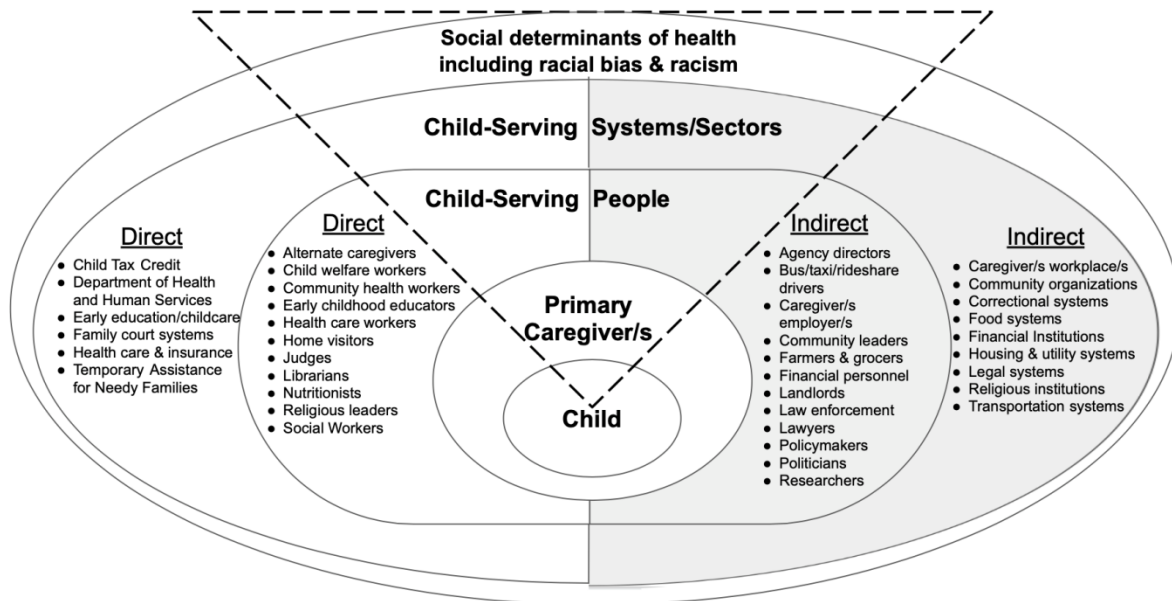 Social determinants of health
including racial bias & racism
Child-Serving Systems/Sectors
Child-Serving People
Direct
• Child Tax Credit
• Department of Health
and Human Services
• Early education/childcare
• Family court systems
• Health care & insurance
• Temporary Assistance
for Needy Families
Direct
• Alternate caregivers
• Child welfare workers
• Community health workers
• Early childhood educators
• Health care workers
• Home visitors
• Judges
• Librarians
• Nutritionists
• Religious leaders
• Social Workers
Primary
Caregiver/s
Child
Indirect
• Agency directors
• Bus/taxi/rideshare
drivers
• Caregiver/s
employer/s
• Community leaders
• Farmers & grocers
• Financial personnel
• Landlords
• Law enforcement
• Lawyers
• Policymakers
• Politicians
• Researchers
Indirect
• Caregiver/s workplace/s
• Community organizations
• Correctional systems
• Food systems
• Financial Institutions
• Housing & utility systems
• Legal systems
• Religious institutions
• Transportation systems